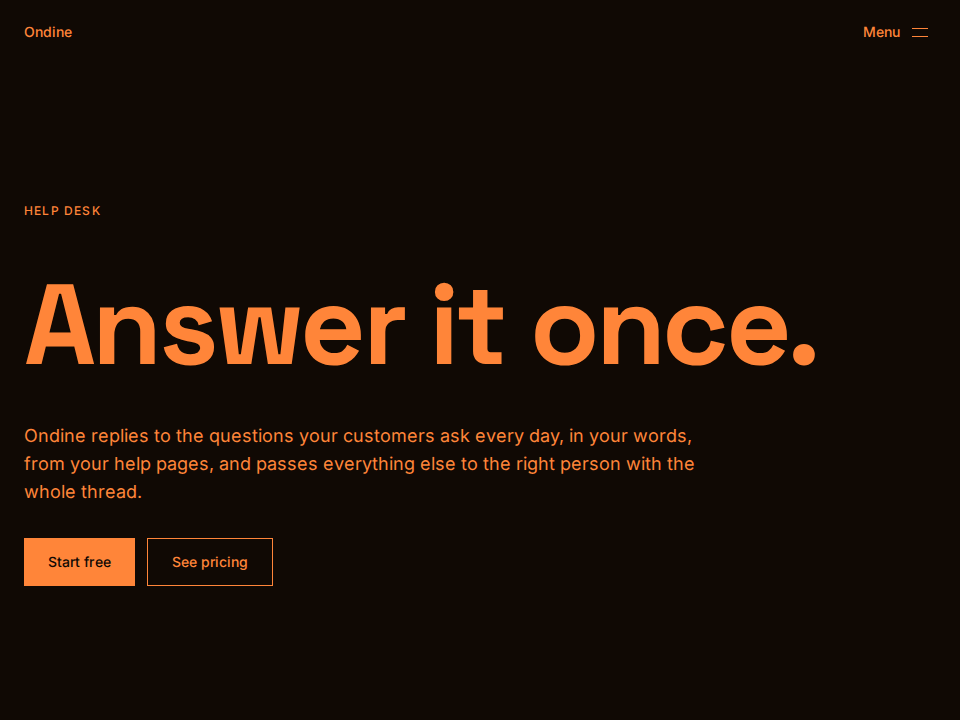 Ondine
Menu
HELP DESK
Answer it once.
Ondine replies to the questions your customers ask every day, in your words,
from your help pages, and passes everything else to the right person with the
whole thread.
Start free
See pricing